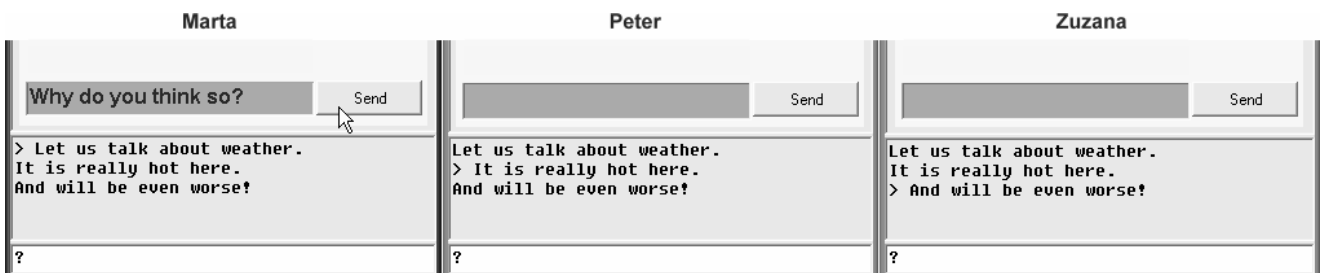 Marta
Why do you think so?
Send
> Let us talk about weather.
It is really hot here.
And will be even worse!
?
Peter
Send
Let us talk about weather.
> It is really hot here.
And will be even worse!
?
Zuzana
Send
Let us talk about weather.
It is really hot here.
> And will be even worse!
?